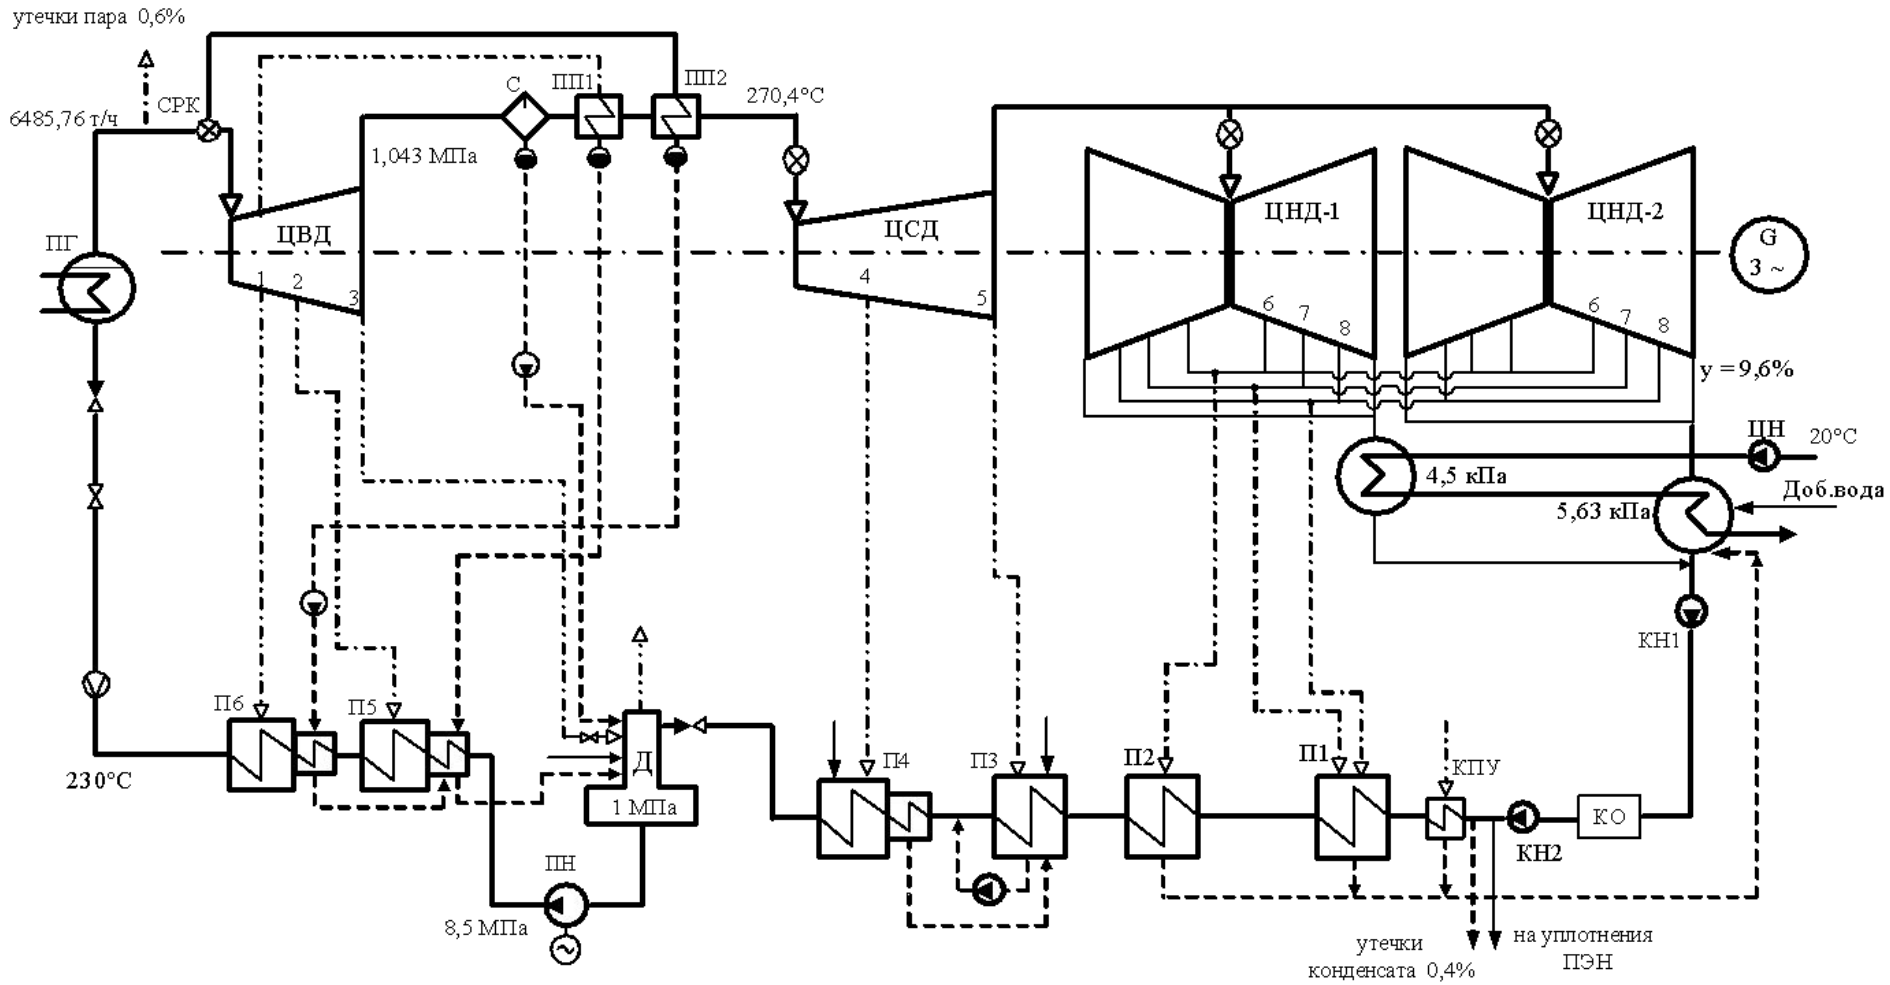 утечки пара 0,6%
СРК
6485,76 т/ч
С
ПП1
ПП2
270,4°C
1,043 МПа
ПГ
ЦВД
1
2
3
ЦСД
4
5
ЦНД-1
6
7
8
ЦНД-2
6
7
8
G
3 ~
y = 9,6%
ЦН
20°C
4,5 кПа
Доб.вода
5,63 кПа
КН1
П6
П5
Д
1 МПа
П4
П3
П2
П1
КПУ
КО
КН2
230°C
ПН
~
8,5 МПа
утечки
конденсата 0,4%
на уплотнения
ПЭН